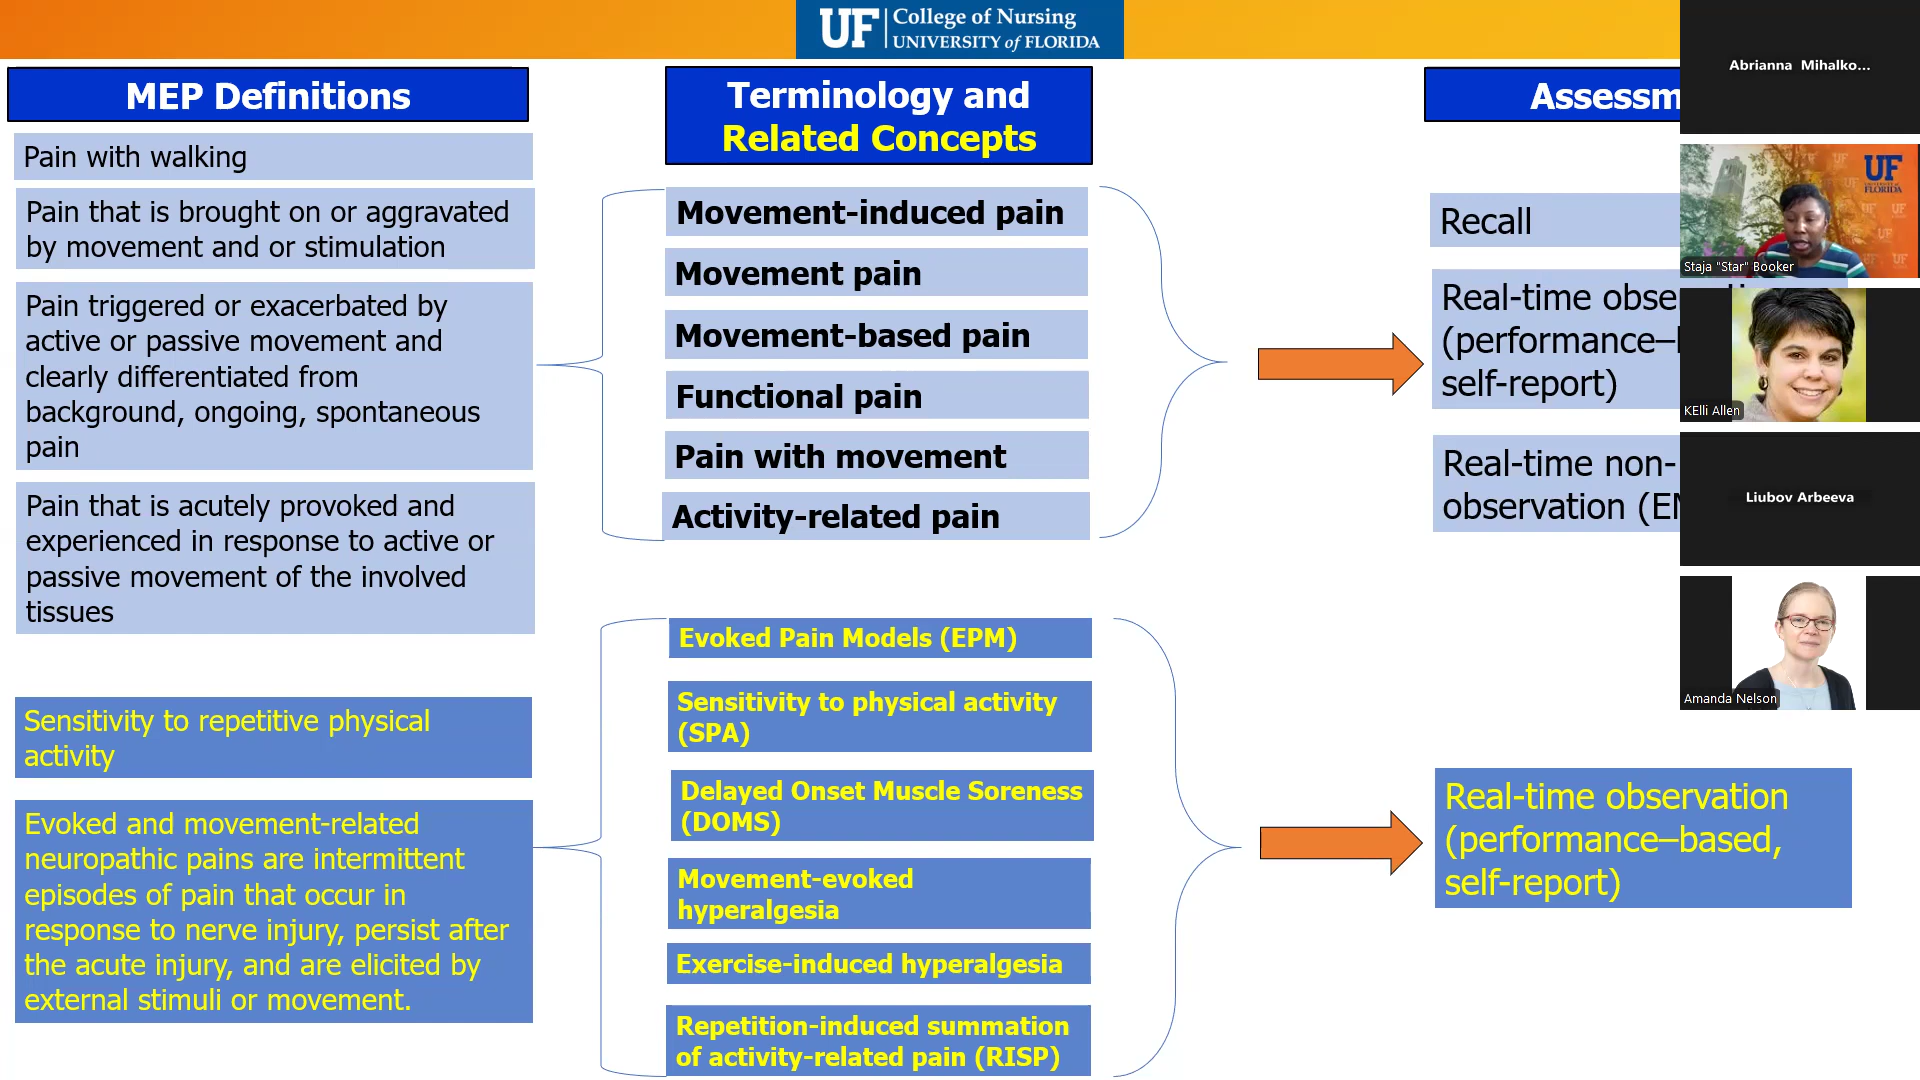 UF College of Nursing
UNIVERSITY of FLORIDA
MEP Definitions
Pain with walking
Pain that is brought on or aggravated
by movement and or stimulation
Pain triggered or exacerbated by
active or passive movement and
clearly differentiated from
background, ongoing, spontaneous
pain
Pain that is acutely provoked and
experienced in response to active or
passive movement of the involved
tissues
Sensitivity to repetitive physical
activity
Evoked and movement-related
neuropathic pains are intermittent
episodes of pain that occur in
response to nerve injury, persist after
the acute injury, and are elicited by
external stimuli or movement.
Terminology and
Related Concepts
Movement-induced pain
Movement pain
Movement-based pain
Functional pain
Pain with movement
Activity-related pain
Evoked Pain Models (EPM)
Sensitivity to physical activity
(SPA)
Delayed Onset Muscle Soreness
(DOMS)
Movement-evoked
hyperalgesia
Exercise-induced hyperalgesia
Repetition-induced summation
of activity-related pain (RISP)
Recall
Real-time
self-report)
Real-time non-
observation
Real-time observation
(performance–based,
self-report)
Abrianna Mihalko...
UF
FLORIDA
Staja "Star" Booker
KElli Allen
Liubov Arbeeva
Amanda Nelson